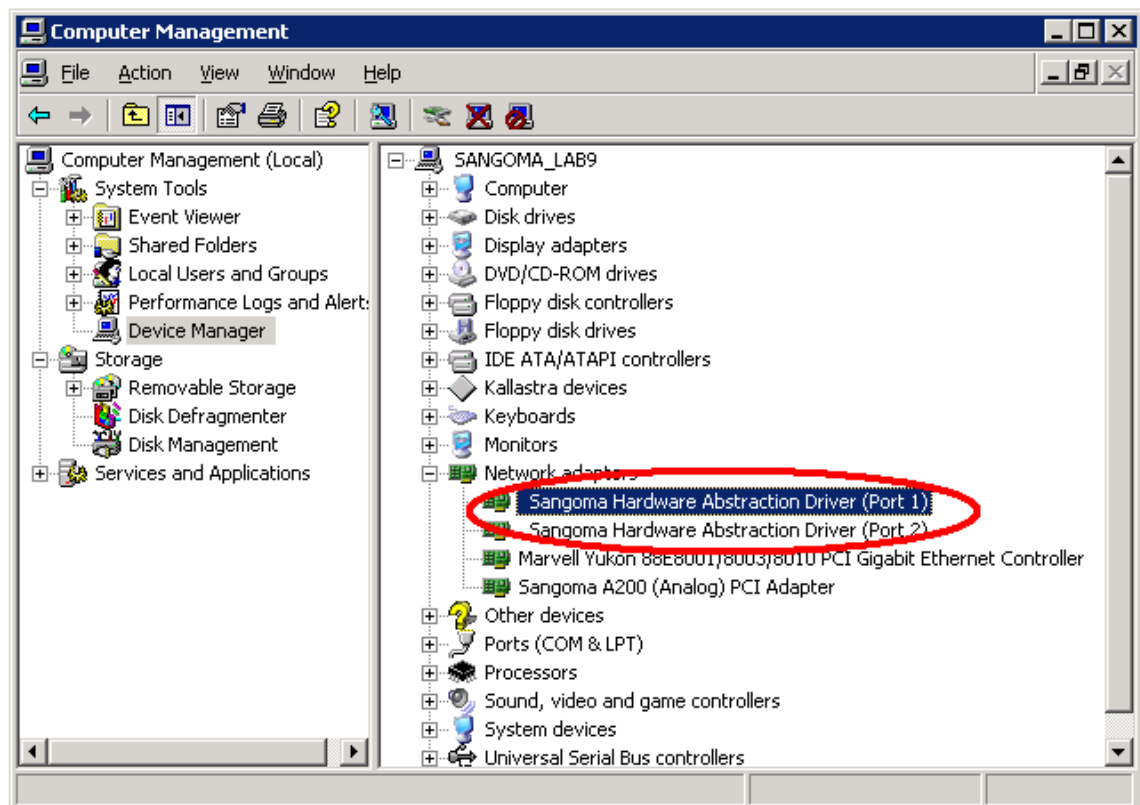 Computer Management
File Action View Window Help
Computer Management (Local)
System Tools
Event Viewer
Shared Folders
Local Users and Groups
Performance Logs and Alert:
Device Manager
Storage
Removable Storage
Disk Defragmenter
Disk Management
Services and Applications
SANGOMA_LAB9
Computer
Disk drives
Display adapters
DVD/CD-ROM drives
Floppy disk controllers
Floppy disk drives
IDE ATA/ATAPI controllers
Kallastra devices
Keyboards
Monitors
Network adapters
Sangoma Hardware Abstraction Driver (Port 1)
Sangoma Hardware Abstraction Driver (Port 2)
Marvell Yukon 88E8001/8003/8010 PCI Gigabit Ethernet Controller
Sangoma A200 (Analog) PCI Adapter
Other devices
Ports (COM & LPT)
Processors
Sound, video and game controllers
System devices
Universal Serial Bus controllers